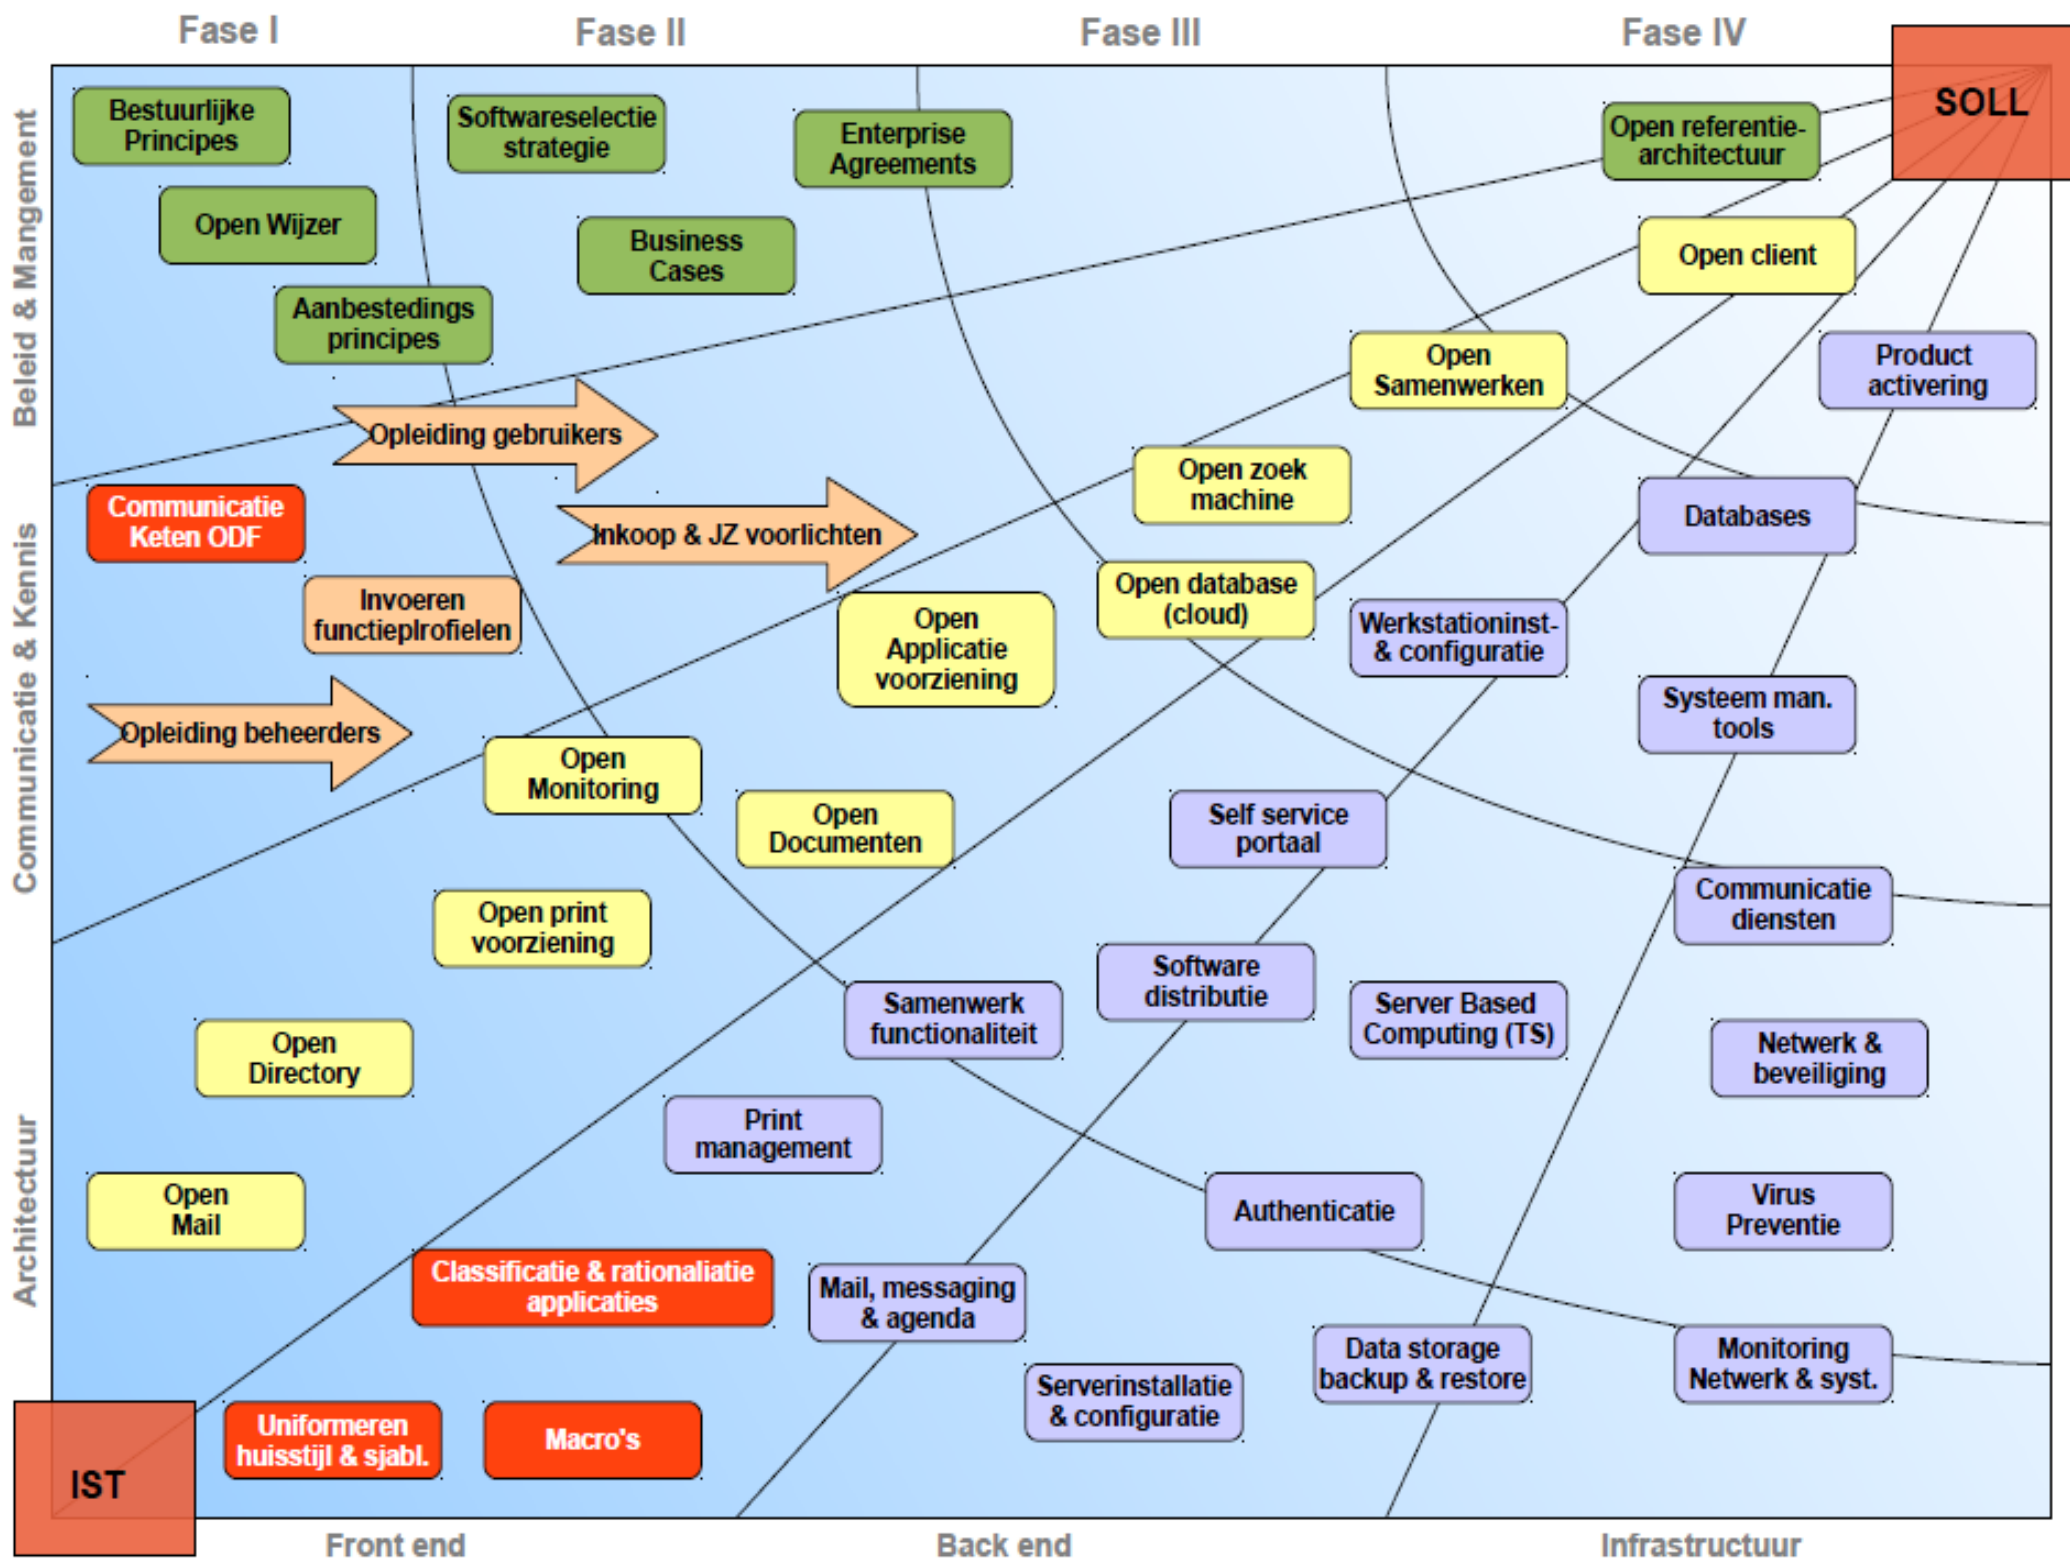 Fase I
Fase II
Fase III
Fase IV
SOLL
Beleid & Mangement
Bestuurlijke
Principes
Softwareselectie
strategie
Enterprise
Agreements
Open referentie-
architectuur
Open Wijzer
Business
Cases
Open client
Aanbestedings
principes
Open
Samenwerken
Product
activering
Opleiding gebruikers
Open zoek
machine
Databases
Communicatie & Kennis
Communicatie
Keten ODF
Inkoop & JZ voorlichten
Invoeren
functieplrofielen
Open
Applicatie
voorziening
Open database
(cloud)
Werkstationinst-
& configuratie
Systeem man.
tools
Opleiding beheerders
Open
Monitoring
Open
Documenten
Self service
portaal
Communicatie
diensten
Open print
voorziening
Software
distributie
Samenwerk
functionaliteit
Server Based
Computing (TS)
Netwerk &
beveiliging
Open
Directory
Print
management
Architectuur
Open
Mail
Authenticatie
Virus
Preventie
Classificatie & rationaliatie
applicaties
Mail, messaging
& agenda
Data storage
backup & restore
Monitoring
Netwerk & syst.
Serverinstallatie
& configuratie
Uniformeren
huisstijl & sjabl.
Macro's
IST
Front end
Back end
Infrastructuur